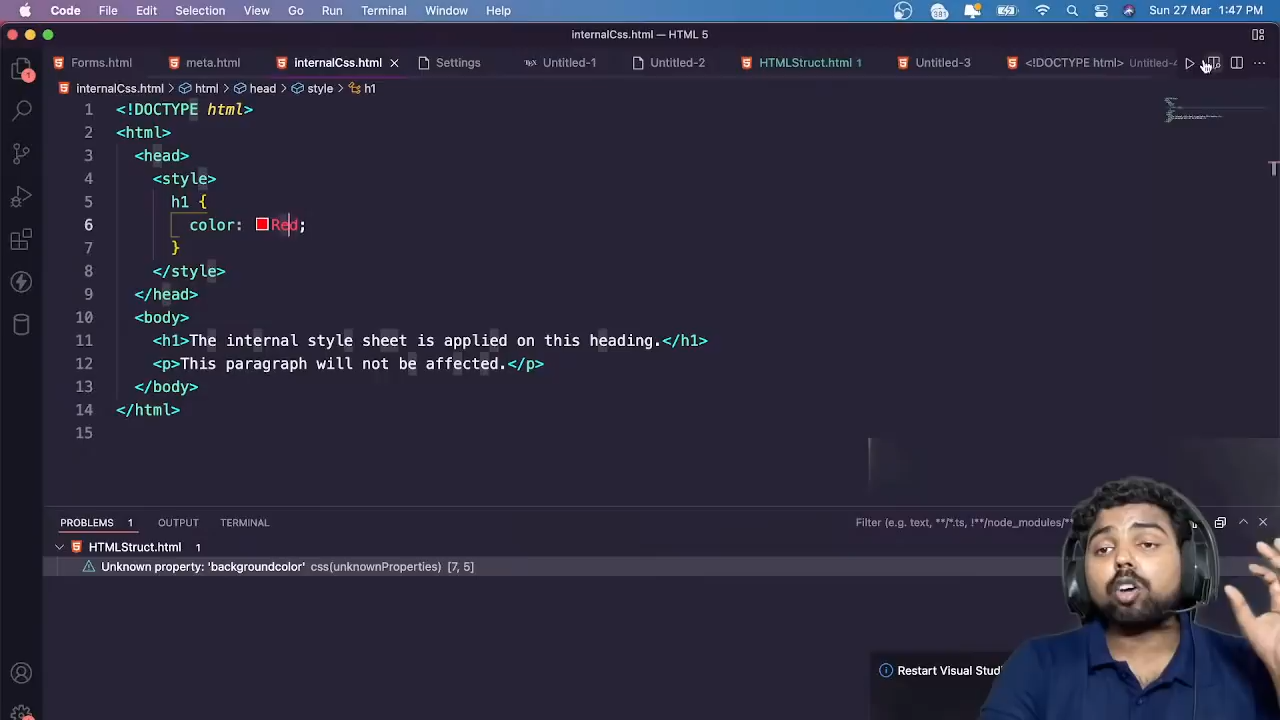 Code File Edit Selection View Go Run Terminal Window Help 381 Sun 27 Mar 1:47 PM
internalCss.html — HTML 5
Forms.html meta.html internalCss.html Settings Untitled-1 Untitled-2 HTMLStruct.html 1 Untitled-3 <!DOCTYPE html> Untitled-4
internalCss.html > html > head > style > h1
1 <!DOCTYPE html>
2 <html>
3 <head>
4 <style>
5 h1 {
6 color: Red;
7 }
8 </style>
9 </head>
10 <body>
11 <h1>The internal style sheet is applied on this heading.</h1>
12 <p>This paragraph will not be affected.</p>
13 </body>
14 </html>
15
PROBLEMS 1 OUTPUT TERMINAL Filter (e.g. text, **/*.ts, !**/node_modules/**
HTMLStruct.html 1
Unknown property: 'backgroundcolor' css(unknownProperties) [7, 5]
Restart Visual Studi